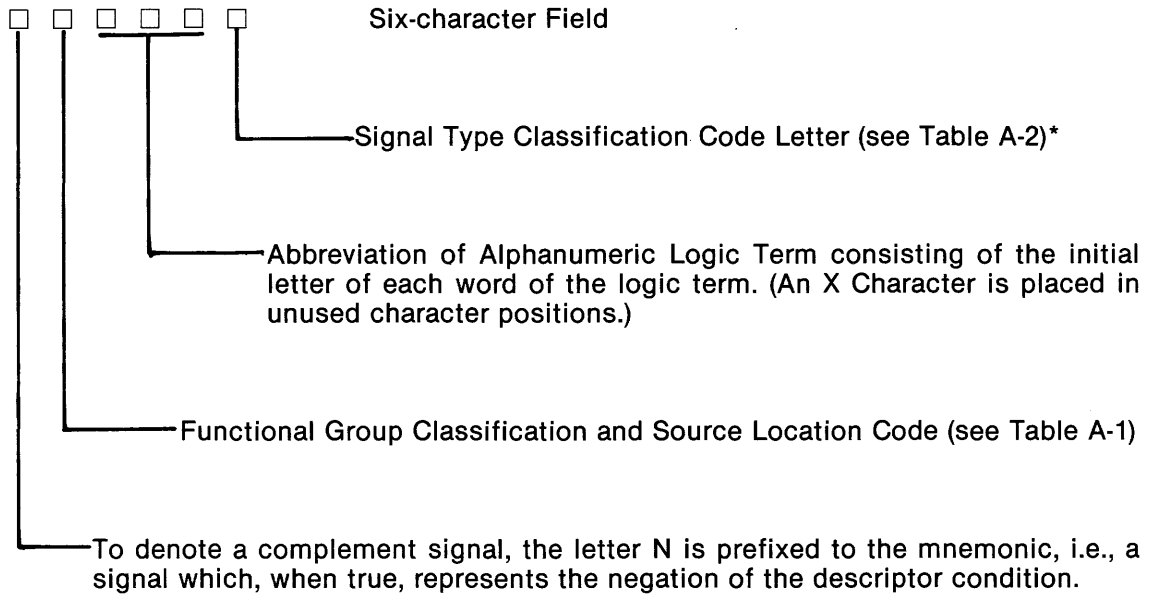 Six-character Field
Signal Type Classification Code Letter (see Table A-2)*
Abbreviation of Alphanumeric Logic Term consisting of the initial
letter of each word of the logic term. (An X Character is placed in
unused character positions.)
Functional Group Classification and Source Location Code (see Table A-1)
To denote a complement signal, the letter N is prefixed to the mnemonic, i.e., a
signal which, when true, represents the negation of the descriptor condition.